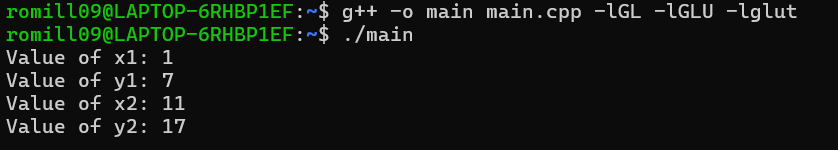 romill09@LAPTOP-6RHBP1EF:~$ g++ -o main main.cpp -lGL -lGLU -lglut
romill09@LAPTOP-6RHBP1EF:~$ ./main
Value of x1: 1
Value of y1: 7
Value of x2: 11
Value of y2: 17